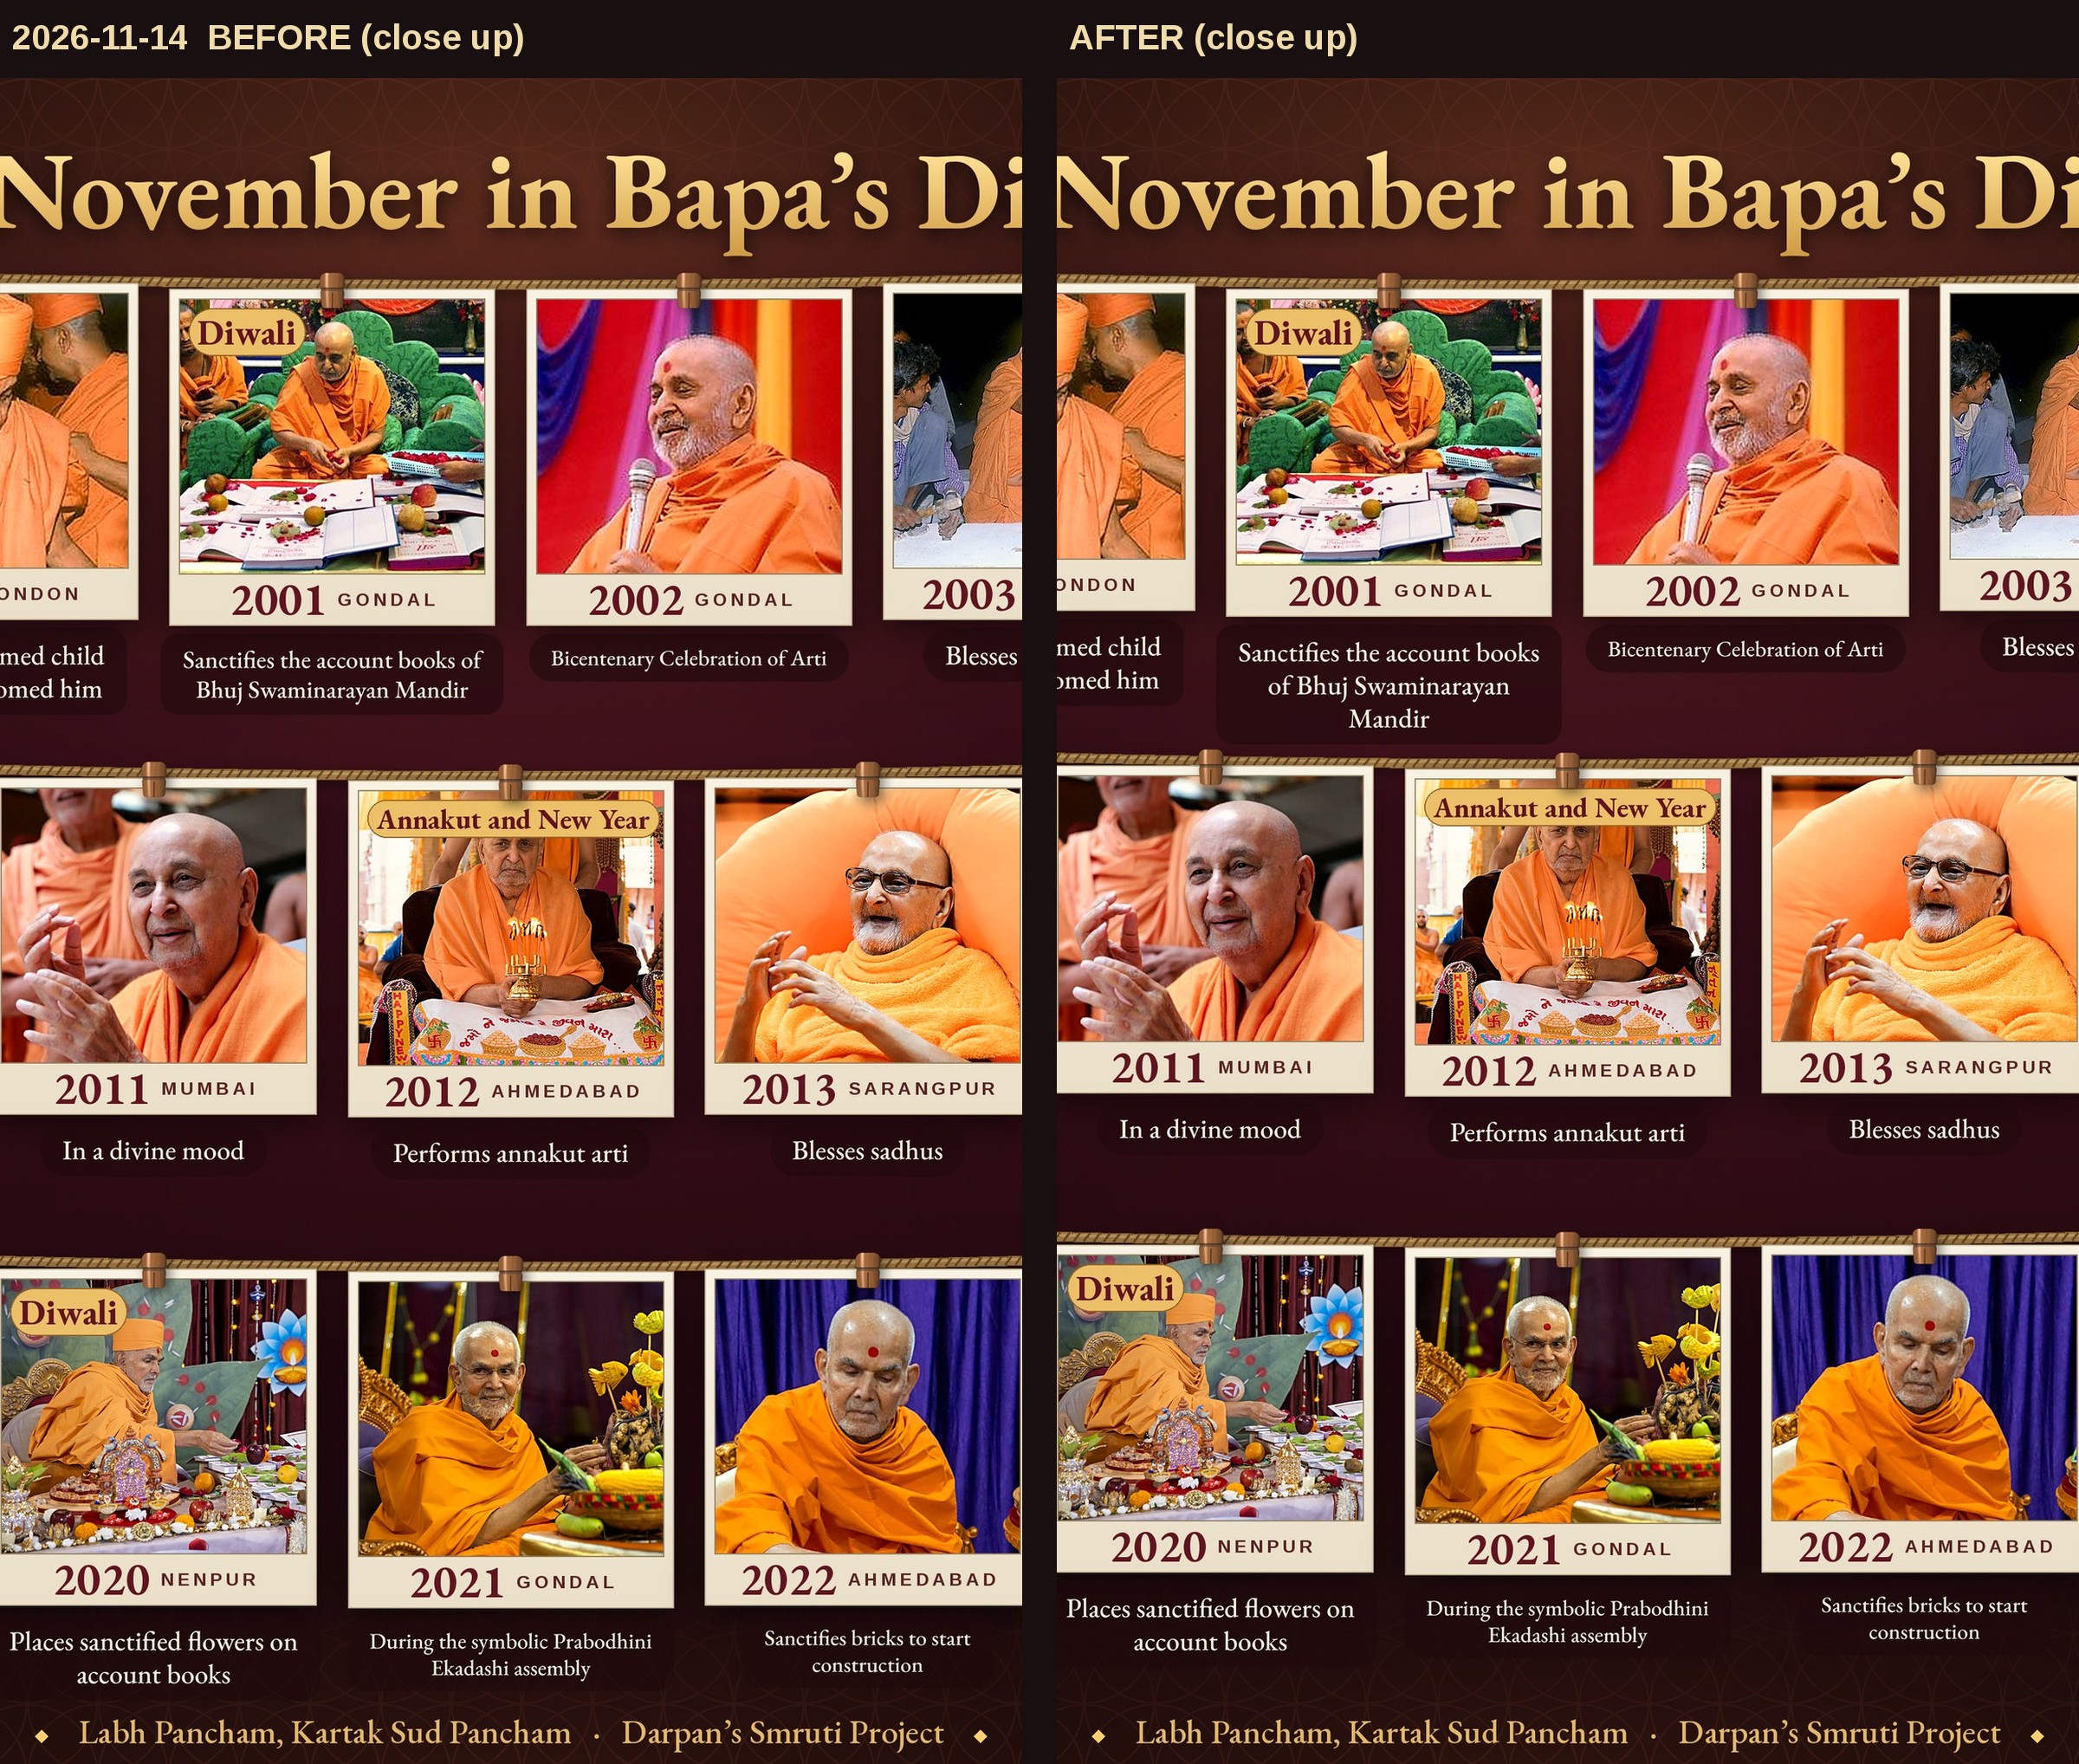 2026-11-14 BEFORE (close up)
November in Bapa's Di
Diwali
ONDON
2001 GONDAL
2002 GONDAL
2003
med child
omed him
Sanctifies the account books of
Bhuj Swaminarayan Mandir
Bicentenary Celebration of Arti
Blesses
Annakut and New Year
HAPPY NEW
2011 MUMBAI
2012 AHMEDABAD
2013 SARANGPUR
In a divine mood
Performs annakut arti
Blesses sadhus
Diwali
2020 NENPUR
2021 GONDAL
2022 AHMEDABAD
Places sanctified flowers on
account books
During the symbolic Prabodhini
Ekadashi assembly
Sanctifies bricks to start
construction
◆ Labh Pancham, Kartak Sud Pancham · Darpan's Smruti Project ◆
AFTER (close up)
November in Bapa's Di
Diwali
ONDON
2001 GONDAL
2002 GONDAL
2003
med child
omed him
Sanctifies the account books
of Bhuj Swaminarayan
Mandir
Bicentenary Celebration of Arti
Blesses
Annakut and New Year
HAPPY NEW
2011 MUMBAI
2012 AHMEDABAD
2013 SARANGPUR
In a divine mood
Performs annakut arti
Blesses sadhus
Diwali
2020 NENPUR
2021 GONDAL
2022 AHMEDABAD
Places sanctified flowers on
account books
During the symbolic Prabodhini
Ekadashi assembly
Sanctifies bricks to start
construction
◆ Labh Pancham, Kartak Sud Pancham · Darpan's Smruti Project ◆